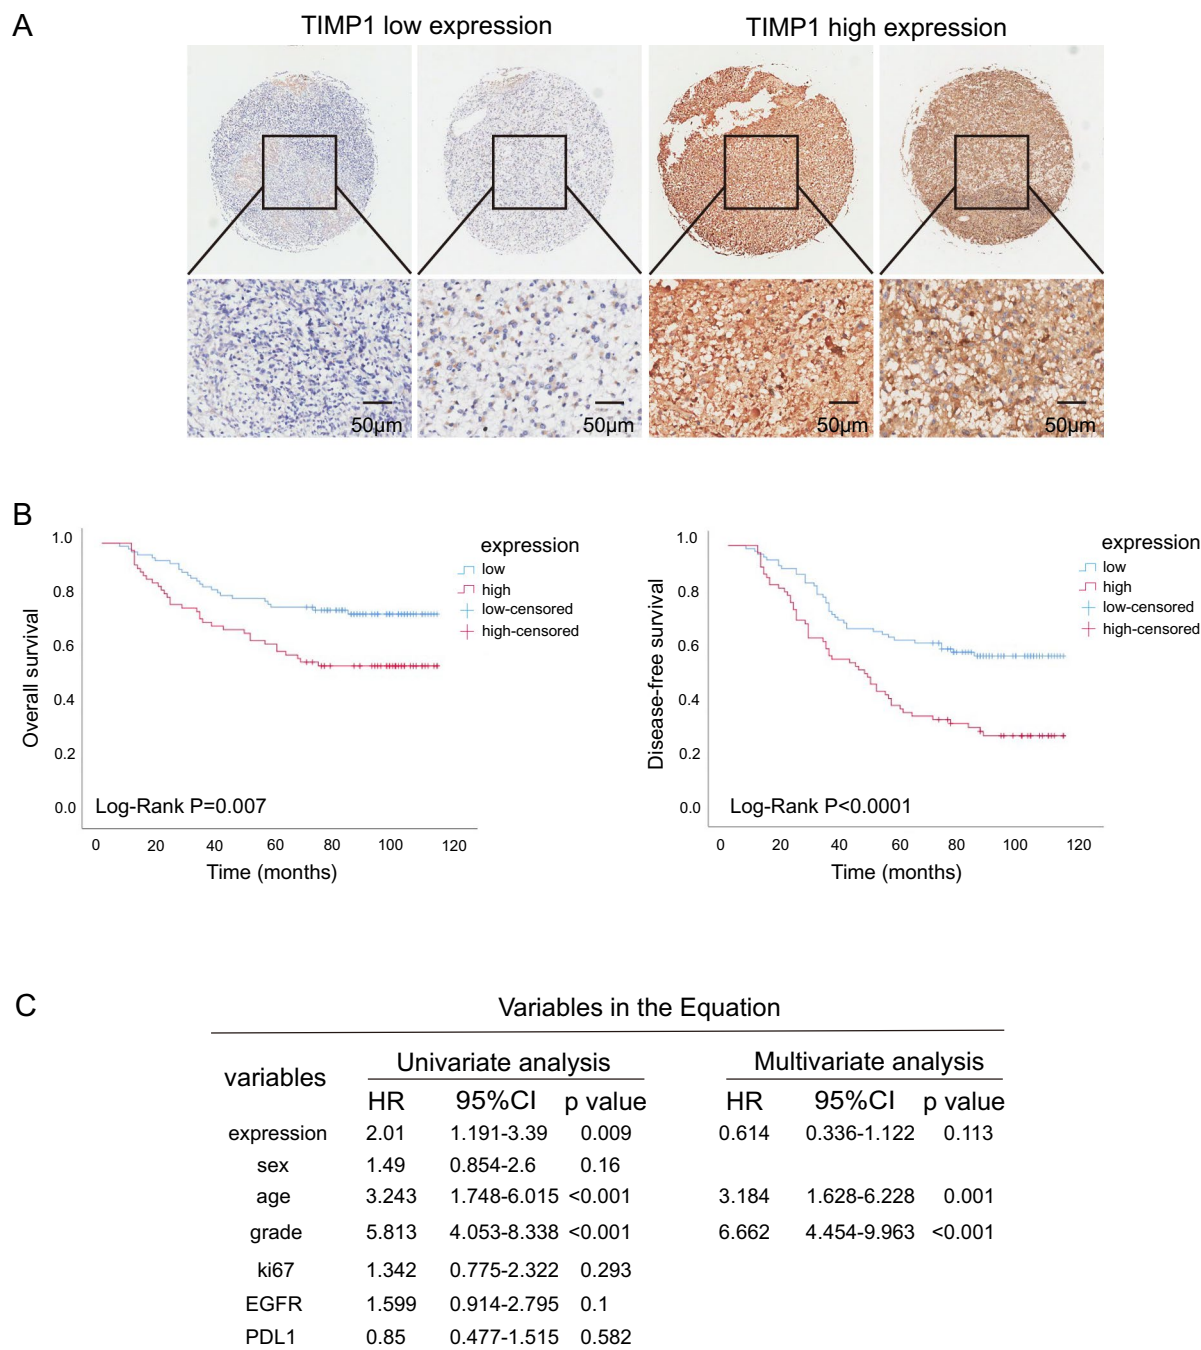 A
TIMP1 low expression
TIMP1 high expression
50μm
50μm
50μm
50μm
B
1.0
0.8
0.6
0.4
0.2
0.0
Overall survival
Log-Rank P=0.007
0 20 40 60 80 100 120
Time (months)
expression
low
high
low-censored
high-censored
1.0
0.8
0.6
0.4
0.2
0.0
Disease-free survival
Log-Rank P<0.0001
0 20 40 60 80 100 120
Time (months)
expression
low
high
low-censored
high-censored
C
Variables in the Equation
variables Univariate analysis Multivariate analysis
HR 95%CI p value HR 95%CI p value
expression 2.01 1.191-3.39 0.009 0.614 0.336-1.122 0.113
sex 1.49 0.854-2.6 0.16
age 3.243 1.748-6.015 <0.001 3.184 1.628-6.228 0.001
grade 5.813 4.053-8.338 <0.001 6.662 4.454-9.963 <0.001
ki67 1.342 0.775-2.322 0.293
EGFR 1.599 0.914-2.795 0.1
PDL1 0.85 0.477-1.515 0.582